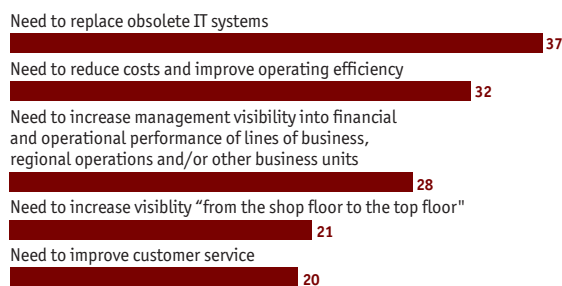 Need to replace obsolete IT systems
37
Need to reduce costs and improve operating efficiency
32
Need to increase management visibility into financial
and operational performance of lines of business,
regional operations and/or other business units
28
Need to increase visiblity “from the shop floor to the top floor"
21
Need to improve customer service
20